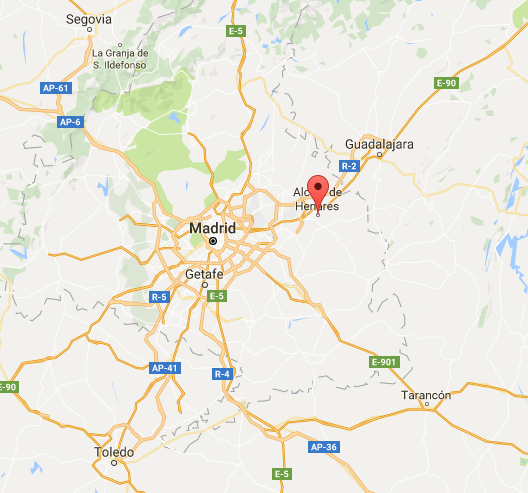 Segovia
E-5
La Granja de
S. Ildefonso
AP-61
E-90
AP-6
Guadalajara
R-2
de
Henares
Madrid
Getafe
R-5
E-5
E-901
AP-41
R-4
E-90
Tarancón
Toledo
AP-36
E-5